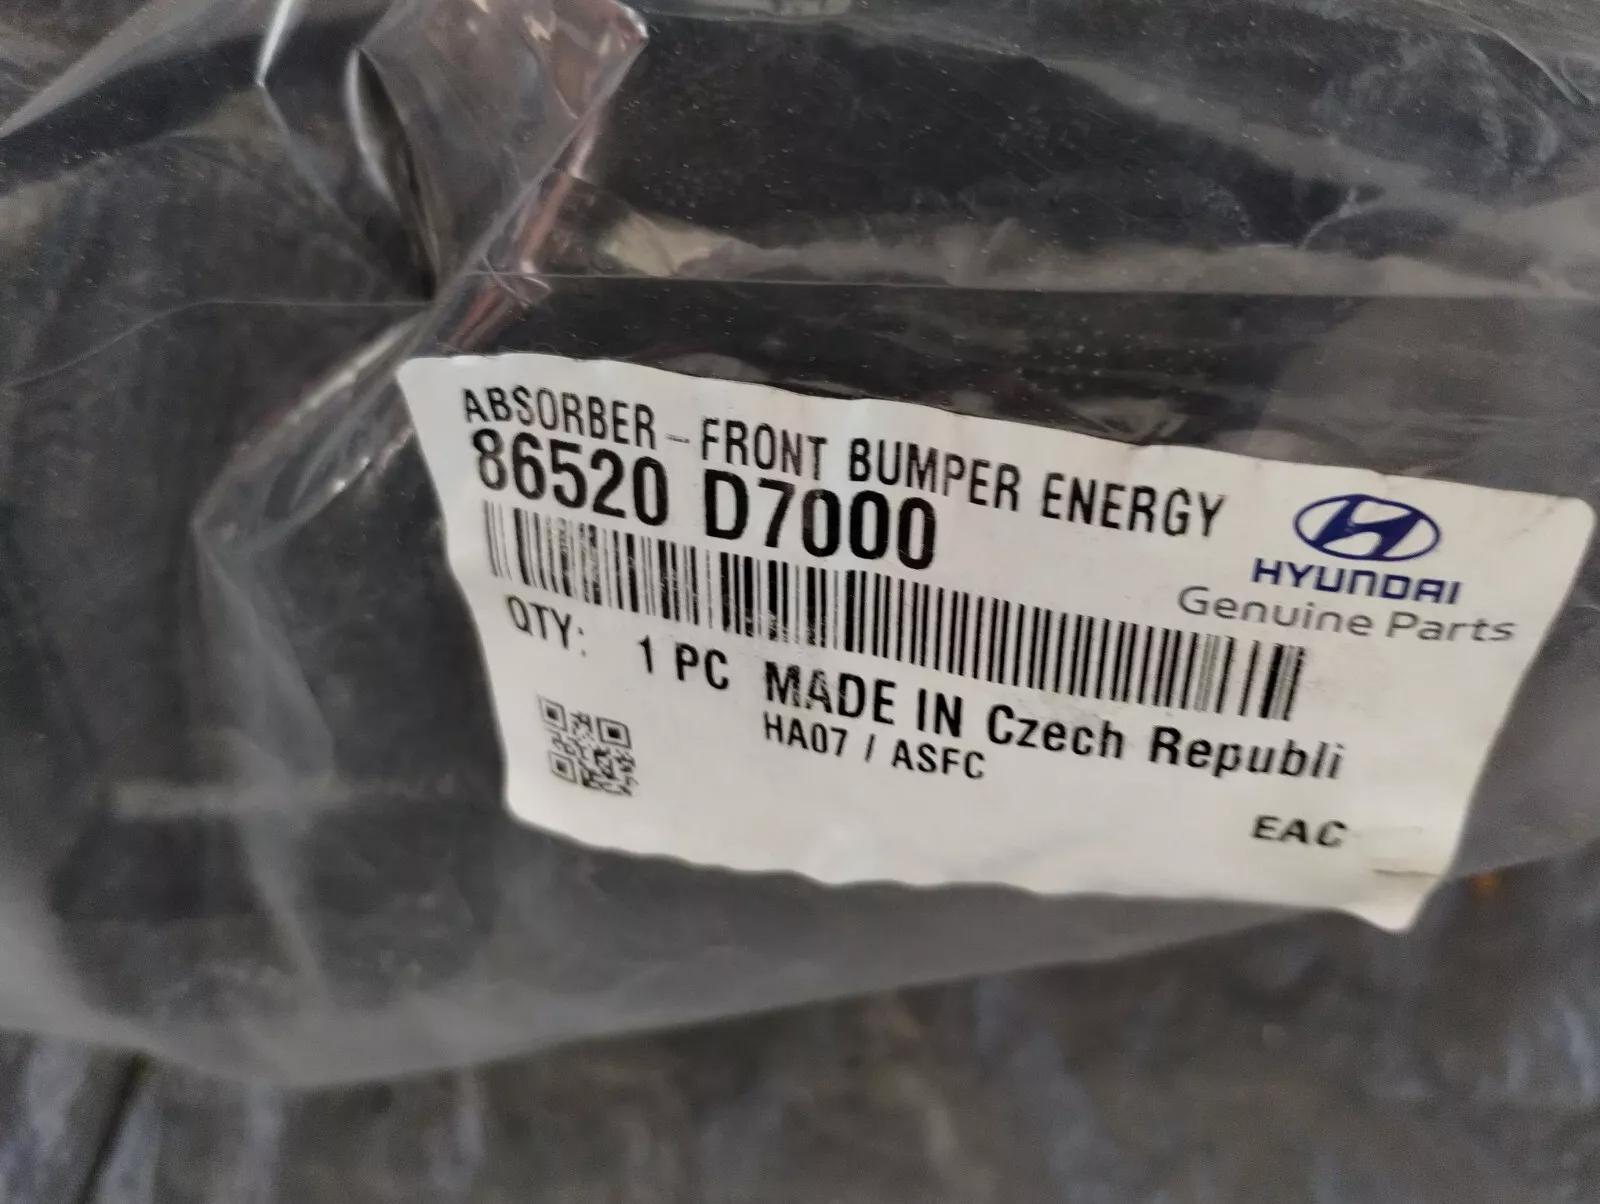 ABSORBER-FRONT BUMPER ENERGY
86520 D7000
HYUNDAI
Genuine Parts
QTY: 1 PC MADE IN Czech Republi
HA07 / ASFC
EAC